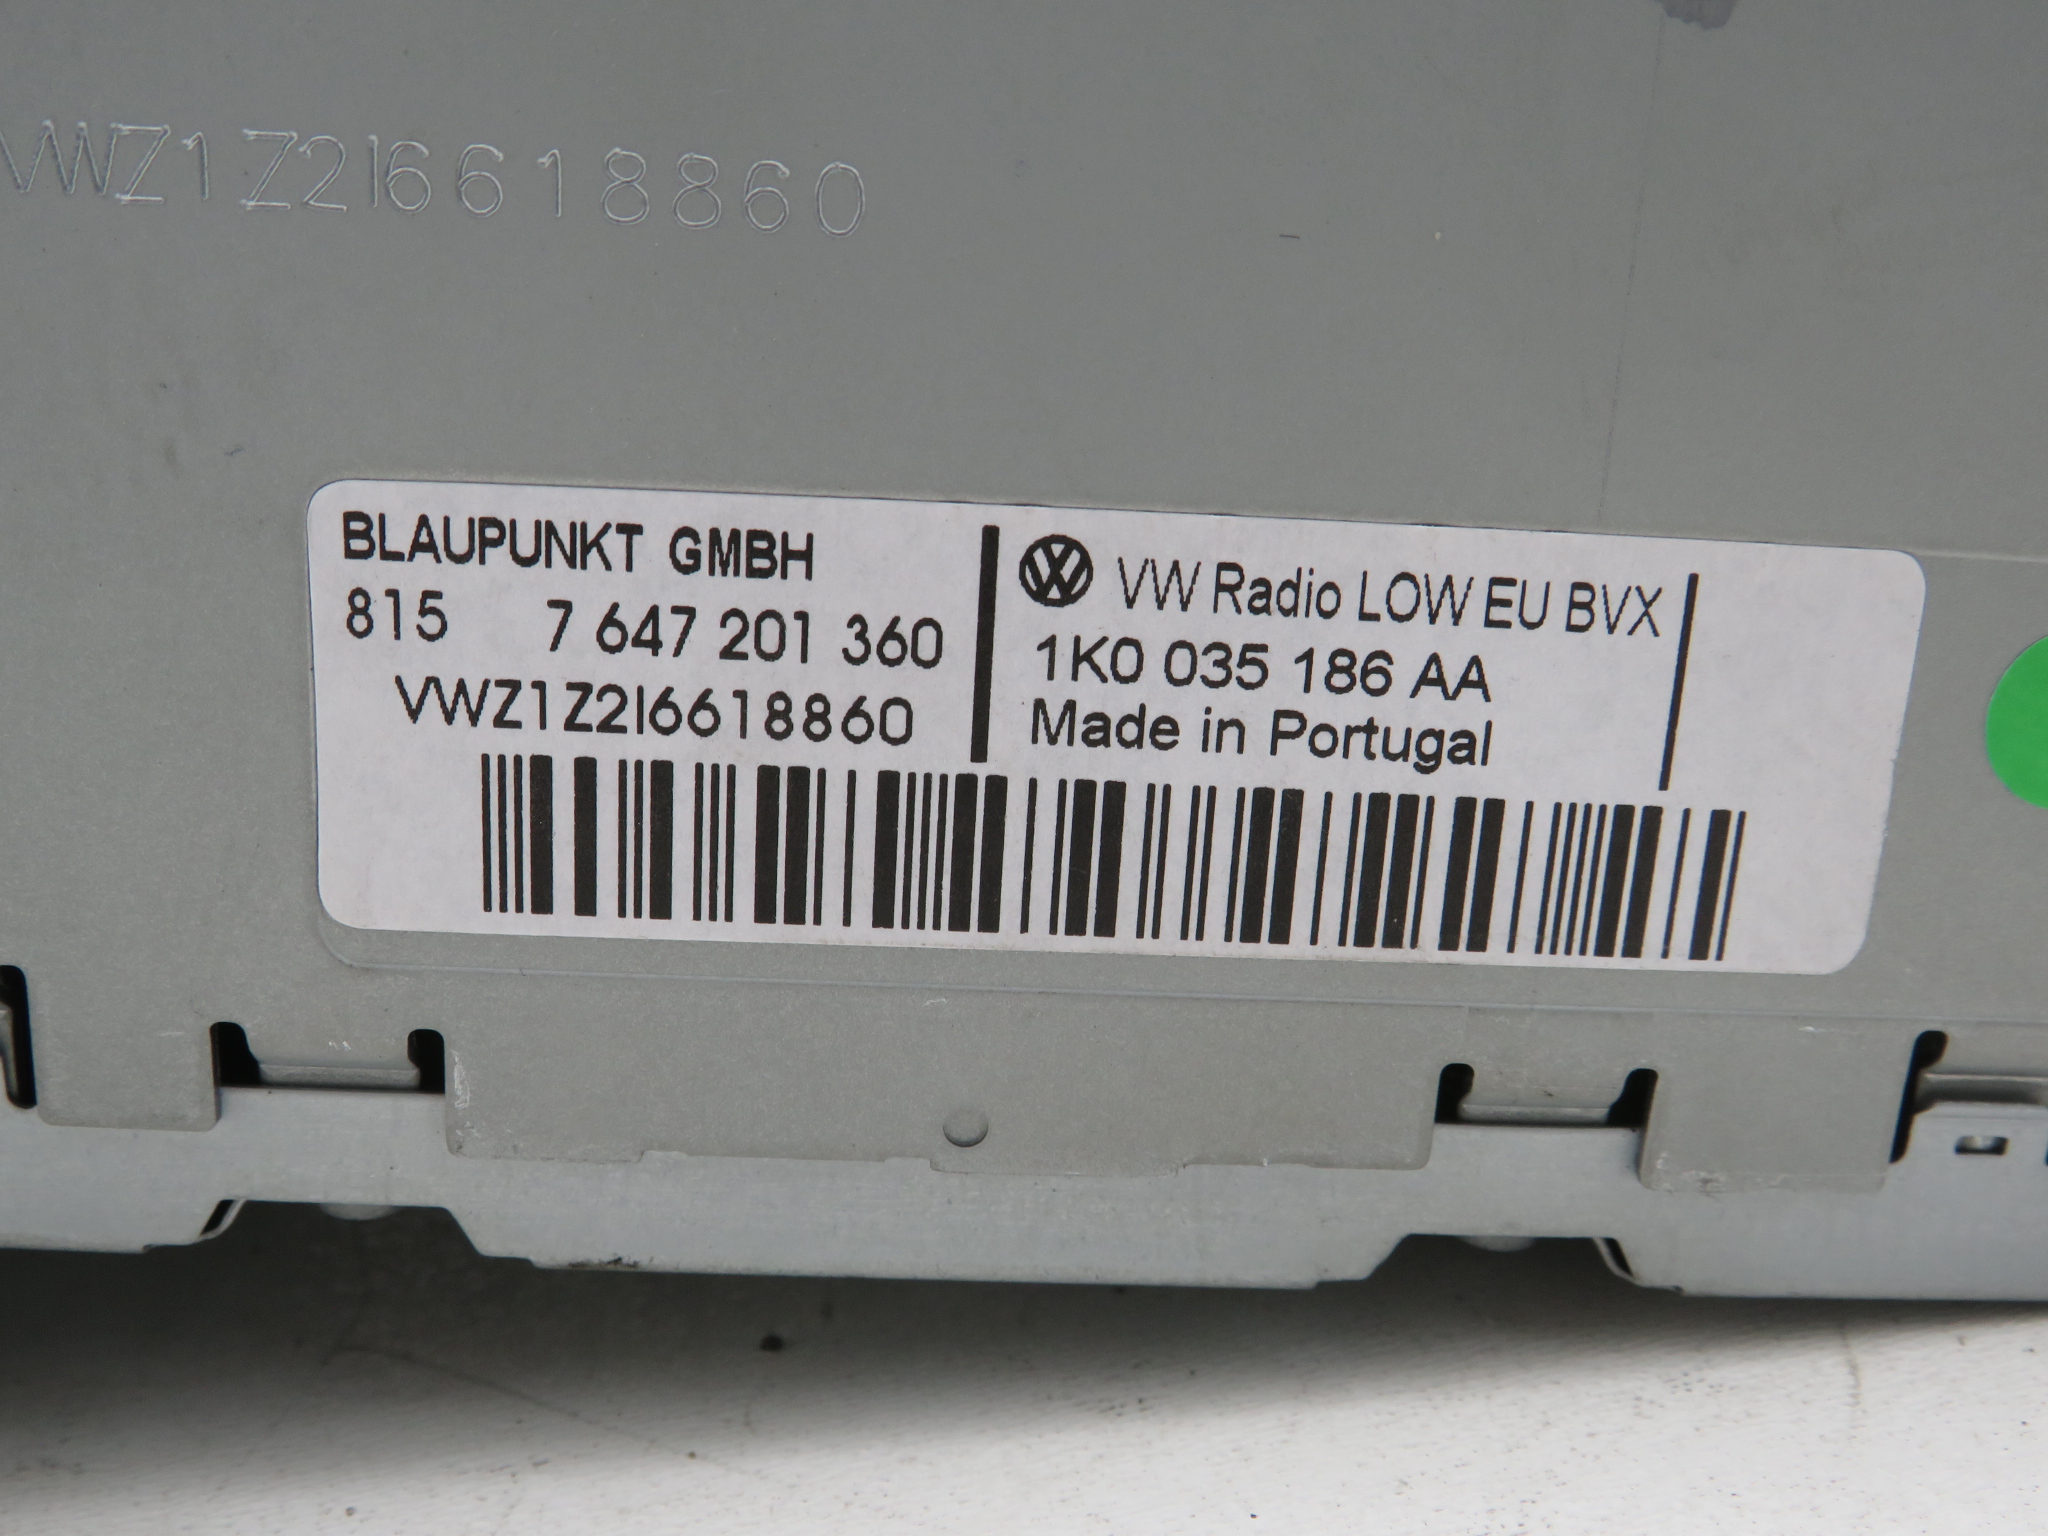 VWZ1Z2I6618860
BLAUPUNKT GMBH
815 7 647 201 360
VWZ1Z2I6618860
VW Radio LOW EU BVX
1K0 035 186 AA
Made in Portugal